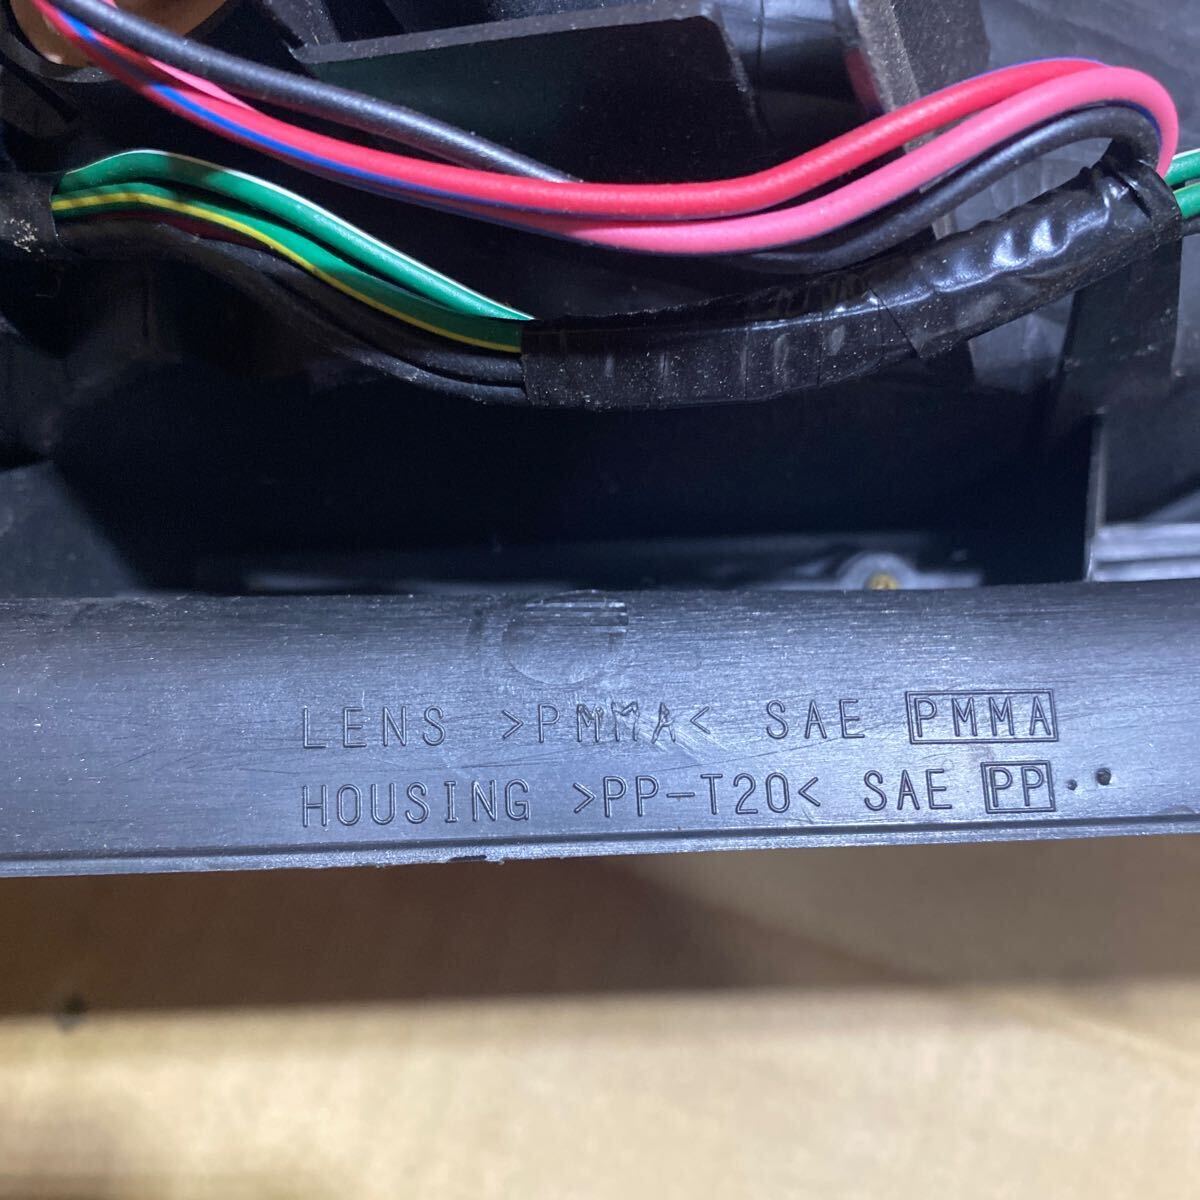 LENS >PMMA< SAE PMMA
HOUSING >PP-T20< SAE PP